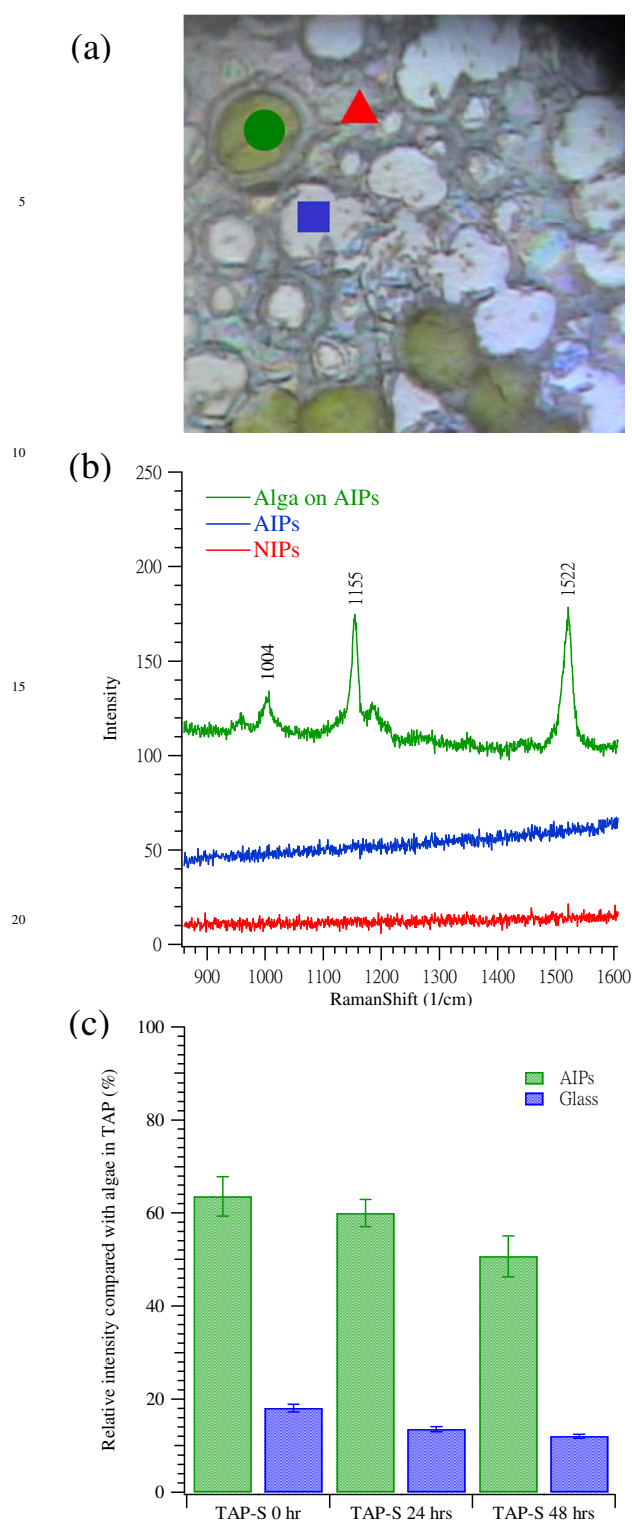 (a)
5
10
(b)
250
200
150
100
50
0
Intensity
Alga on AIPs
AIPs
NIPs
1004
1155
1522
900 1000 1100 1200 1300 1400 1500 1600
RamanShift (1/cm)
15
20
(c)
100
80
60
40
20
0
Relative intensity compared with algae in TAP (%)
AIPs
Glass
TAP-S 0 hr TAP-S 24 hrs TAP-S 48 hrs